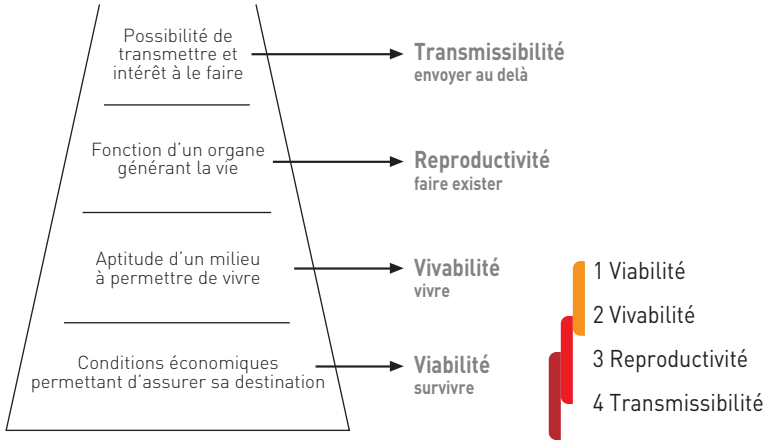 Possibilité de
transmettre et
intérêt à le faire
Transmissibilité
envoyer au delà
Fonction d'un organe
générant la vie
Reproductivité
faire exister
Aptitude d'un milieu
à permettre de vivre
Vivabilité
vivre
Conditions économiques
permettant d'assurer sa destination
Viabilité
survivre
1 Viabilité
2 Vivabilité
3 Reproductivité
4 Transmissibilité